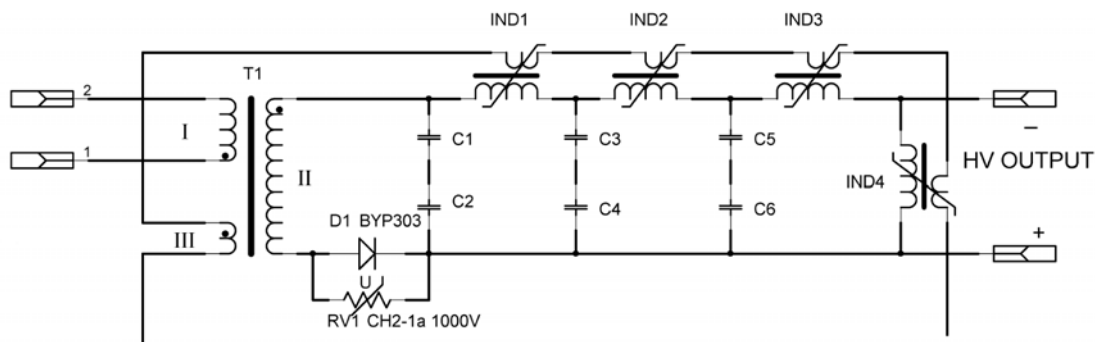 IND1 IND2 IND3
T1
2
I
1
C1 C3 C5
−
HV OUTPUT
II
IND4
C2 C4 C6
D1 BYP303
III
+
U
RV1 CH2-1a 1000V